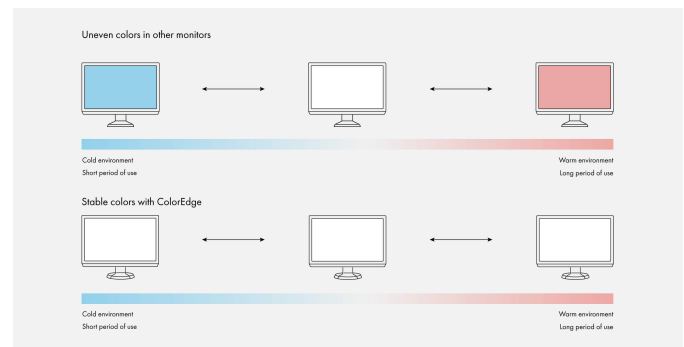 Uneven colors in other monitors
Cold environment
Warm environment
Short period of use
Long period of use
Stable colors with ColorEdge
Cold environment
Warm environment
Short period of use
Long period of use